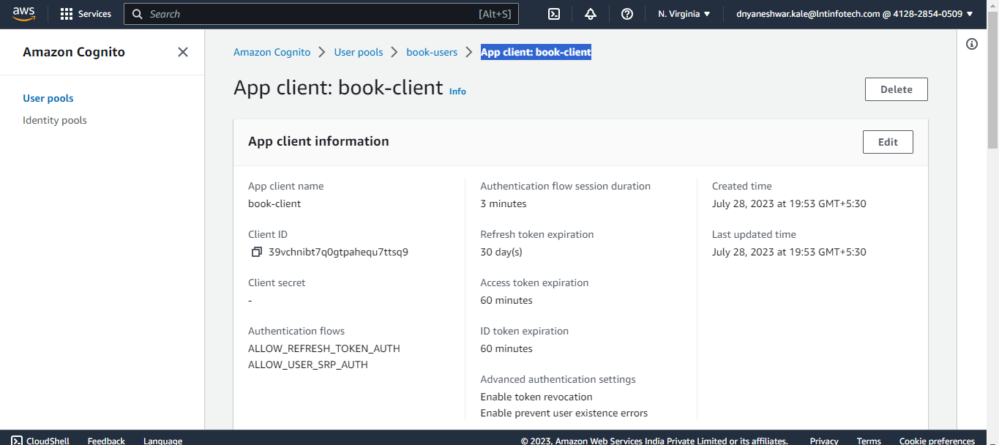 aws Services Search [Alt+S] N. Virginia dnyaneshwar.kale@lntinfotech.com @ 4128-2854-0509
Amazon Cognito
User pools
Identity pools
Amazon Cognito User pools book-users App client: book-client
App client: book-client Info
Delete
App client information
Edit
App client name
book-client
Client ID
39vchnibt7q0gtpahequ7ttsq9
Client secret
-
Authentication flows
ALLOW_REFRESH_TOKEN_AUTH
ALLOW_USER_SRP_AUTH
Authentication flow session duration
3 minutes
Refresh token expiration
30 day(s)
Access token expiration
60 minutes
ID token expiration
60 minutes
Advanced authentication settings
Enable token revocation
Enable prevent user existence errors
Created time
July 28, 2023 at 19:53 GMT+5:30
Last updated time
July 28, 2023 at 19:53 GMT+5:30
CloudShell Feedback Language © 2023, Amazon Web Services India Private Limited or its affiliates. Privacy Terms Cookie preferences